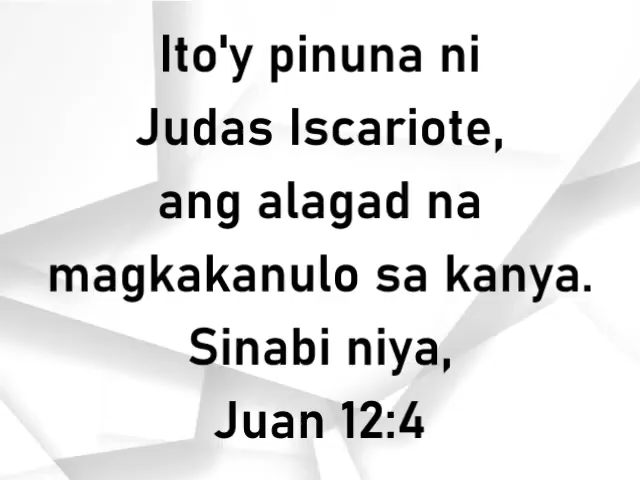 Ito'y pinuna ni
Judas Iscariote,
ang alagad na
magkakanulo sa kanya.
Sinabi niya,
Juan 12:4